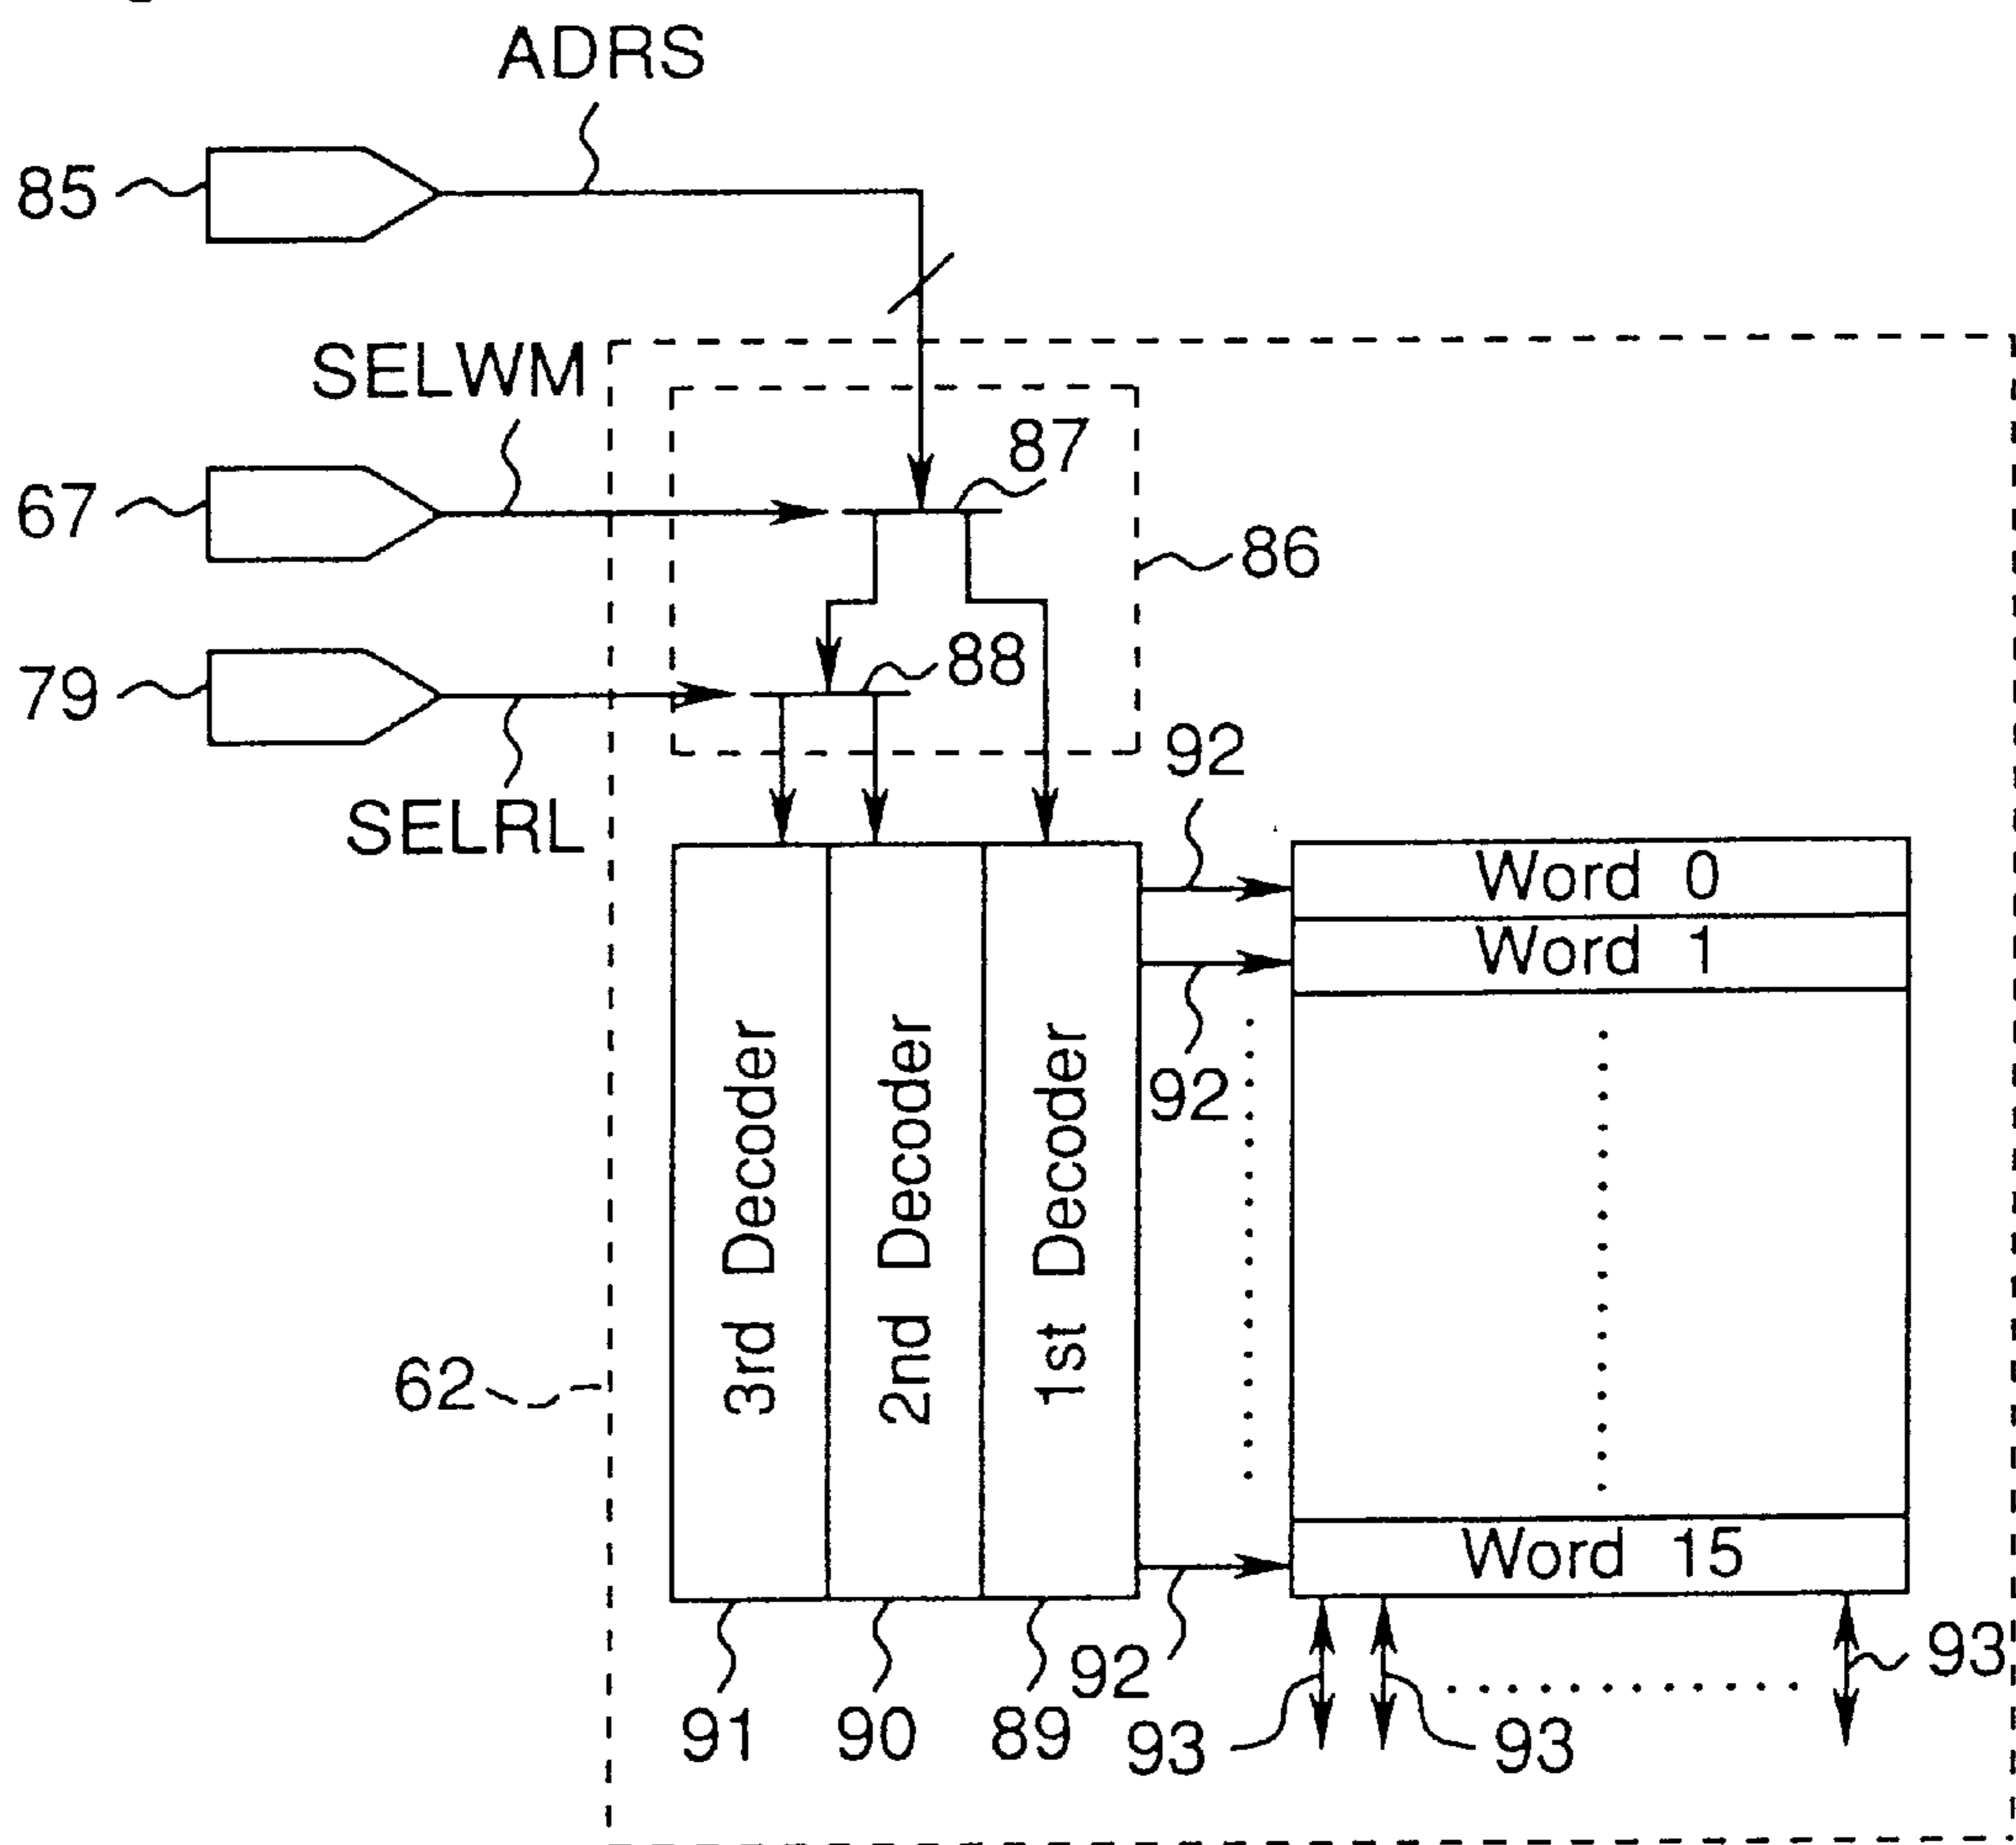 ADRS
85
SELWM
67
87
86
79
88
SELRL
92
Word 0
Word 1
92
3rd Decoder
2nd Decoder
1st Decoder
62
Word 15
91
90
89
92
93
93
93